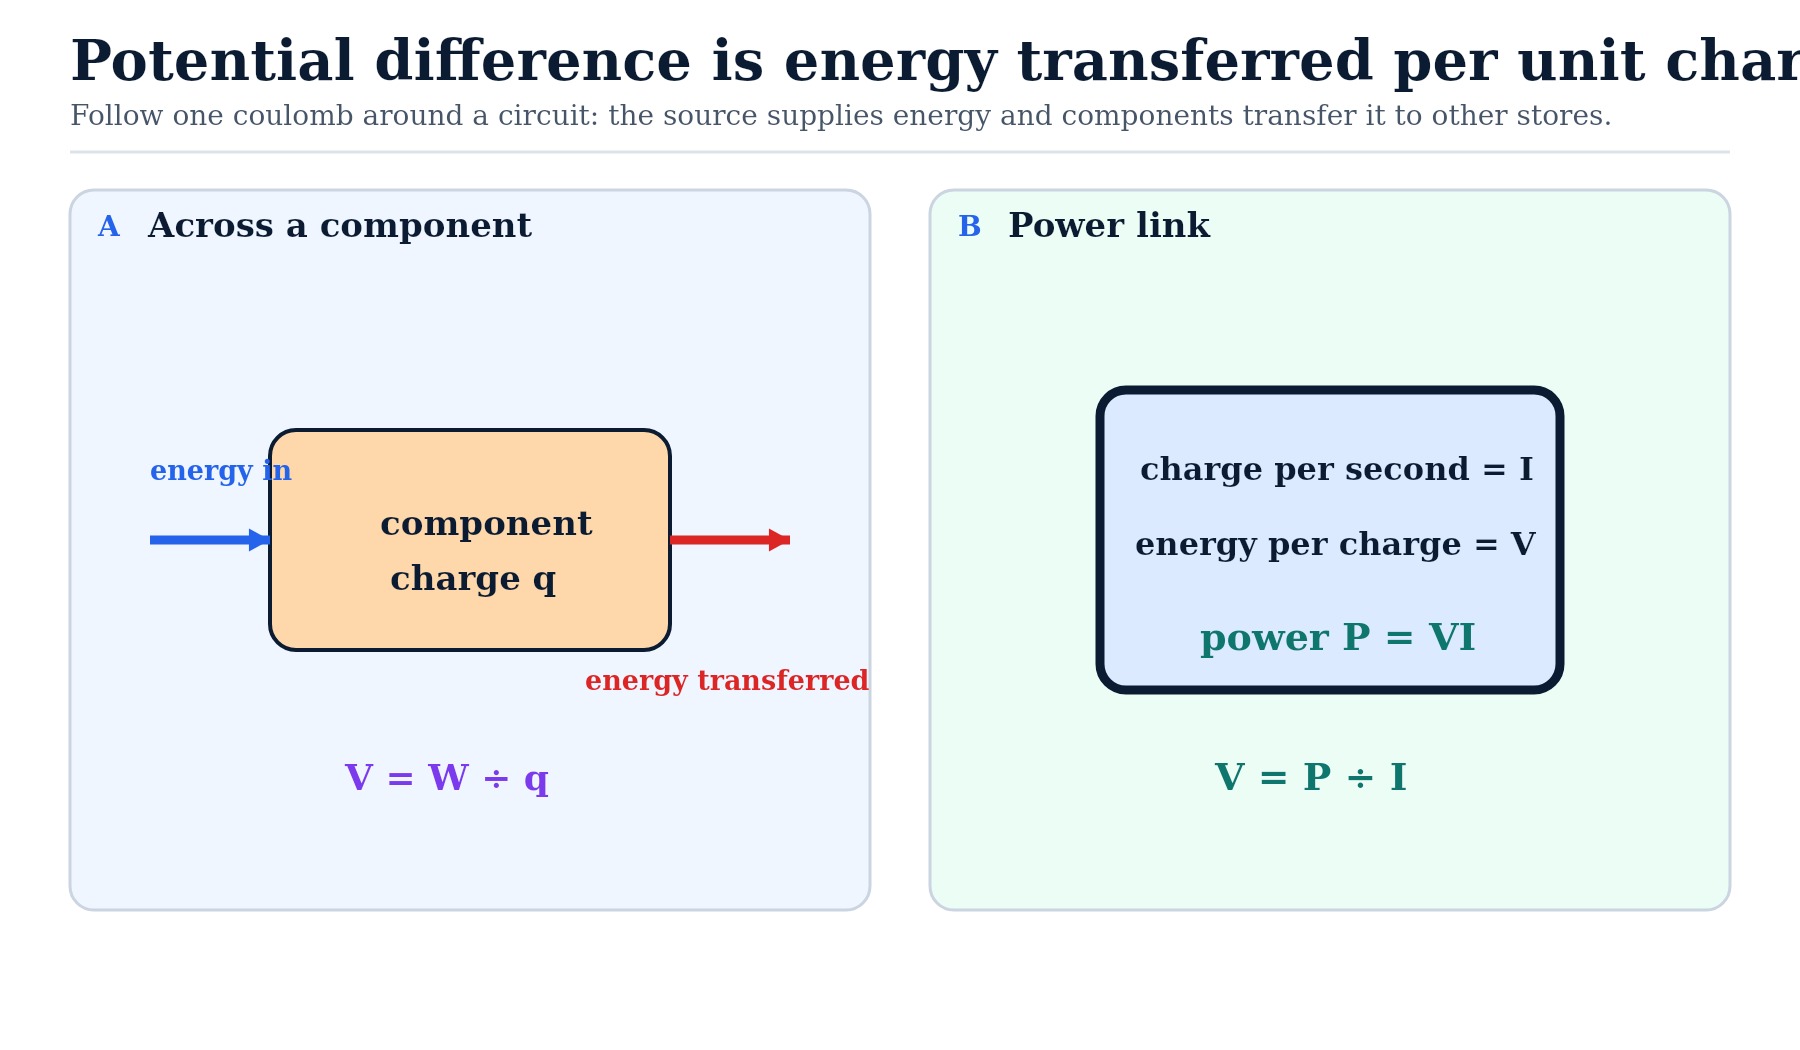 Potential difference is energy transferred per unit char
Follow one coulomb around a circuit: the source supplies energy and components transfer it to other stores.
A Across a component
energy in
component
charge q
energy transferred
V = W ÷ q
B Power link
charge per second = I
energy per charge = V
power P = VI
V = P ÷ I